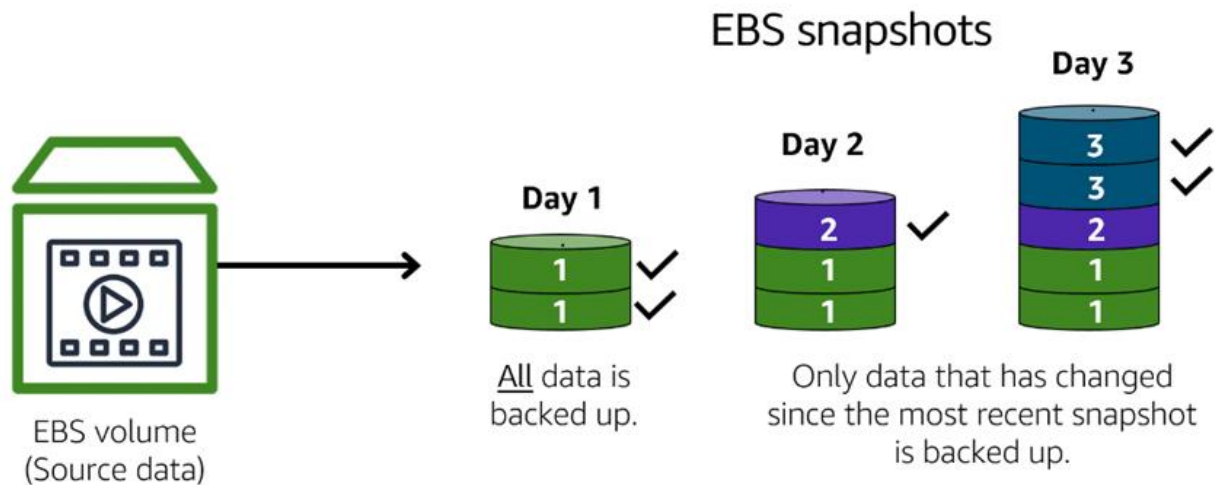 EBS snapshots
Day 1
Day 2
Day 3
1
1
2
1
1
3
3
2
1
1
EBS volume
(Source data)
All data is
backed up.
Only data that has changed
since the most recent snapshot
is backed up.